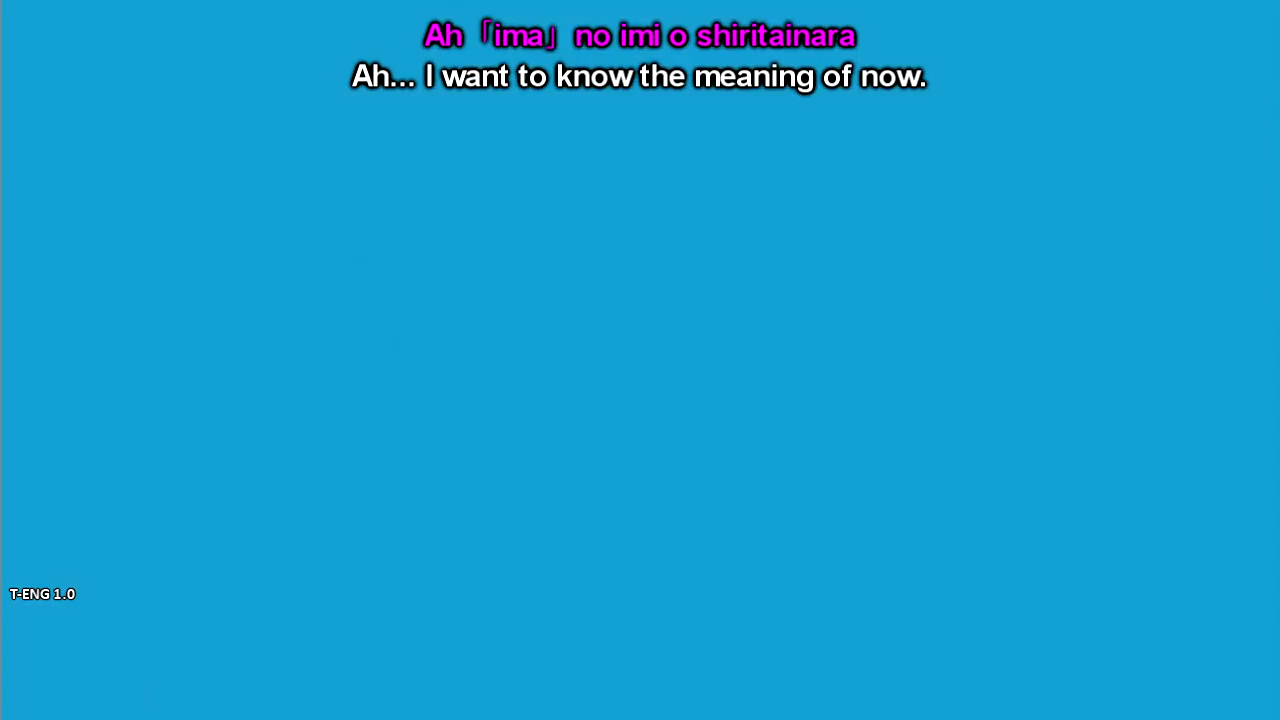 Ah「ima」no imi o shiritainara
Ah... I want to know the meaning of now.
T-ENG 1.0